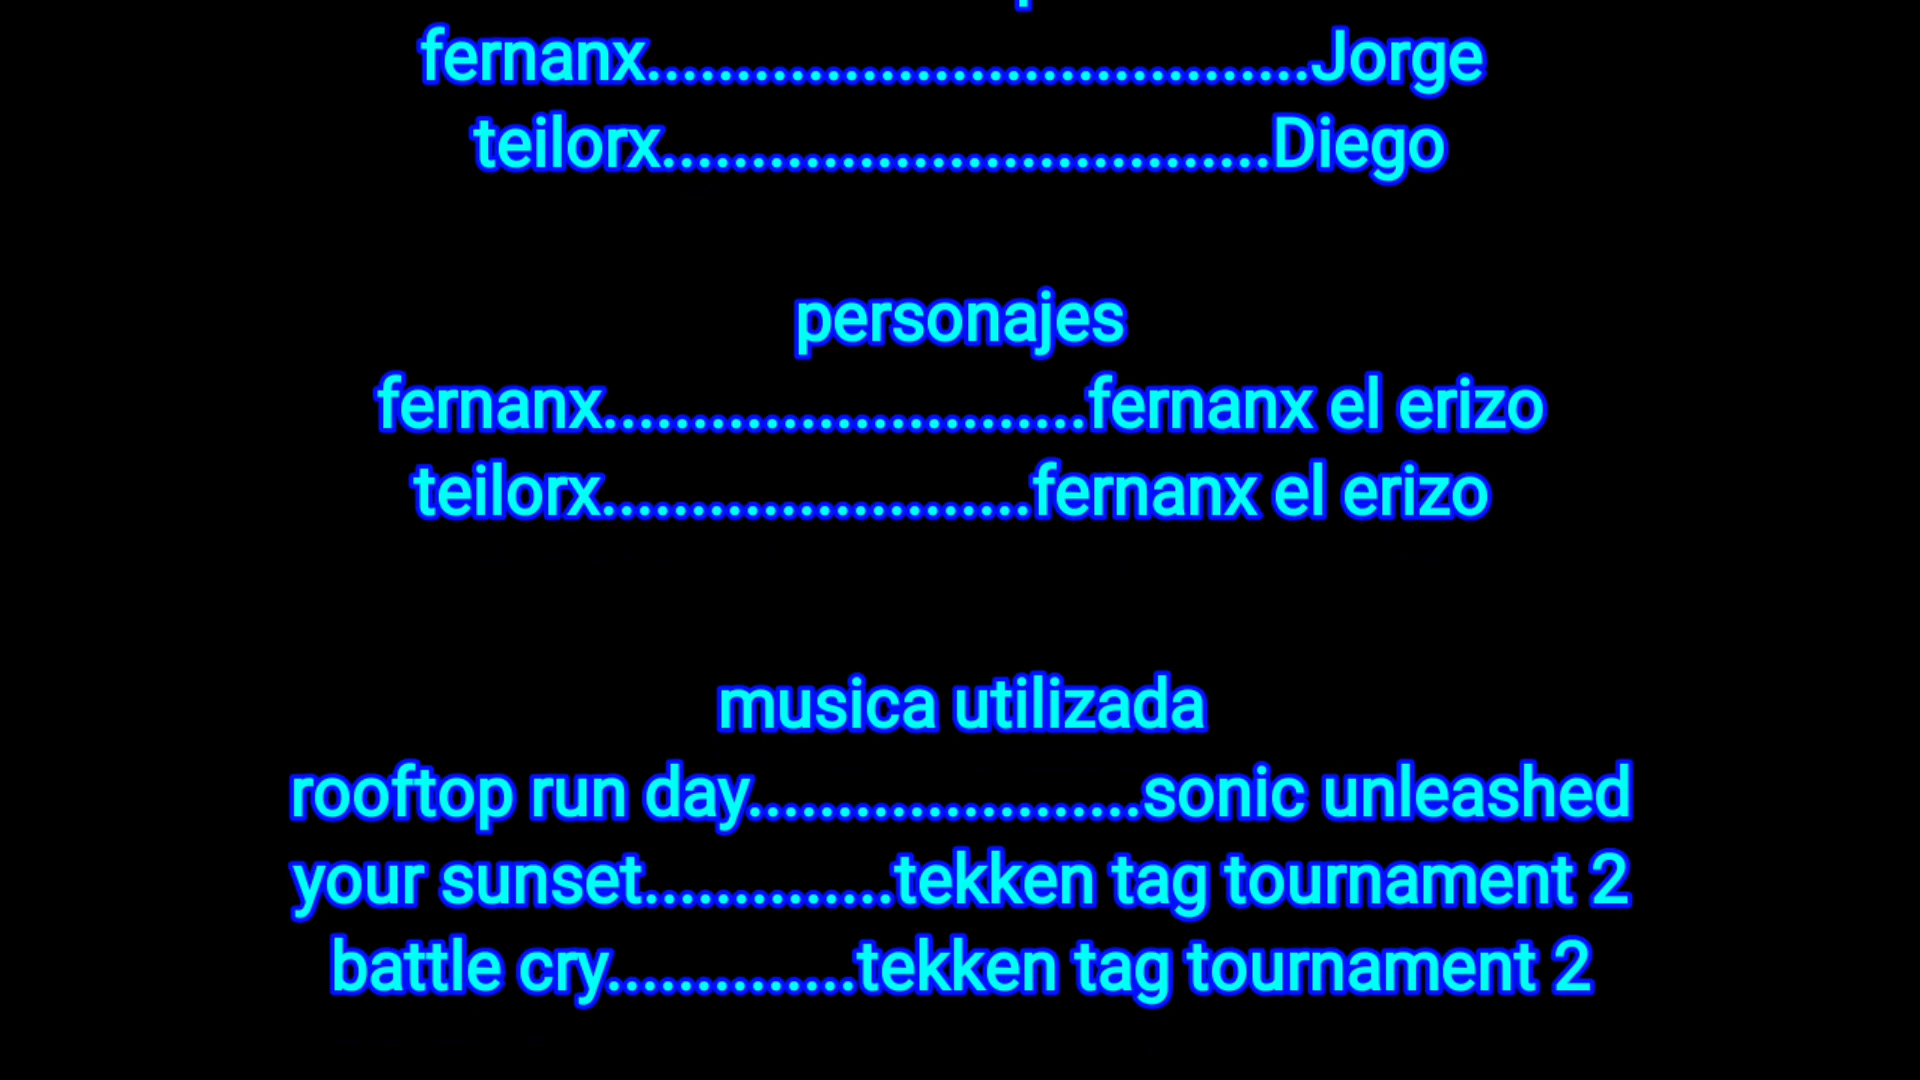 fernanx.....................................Jorge
teilorx..................................Diego
personajes
fernanx...........................fernanx el erizo
teilorx........................fernanx el erizo
musica utilizada
rooftop run day......................sonic unleashed
your sunset..............tekken tag tournament 2
battle cry..............tekken tag tournament 2